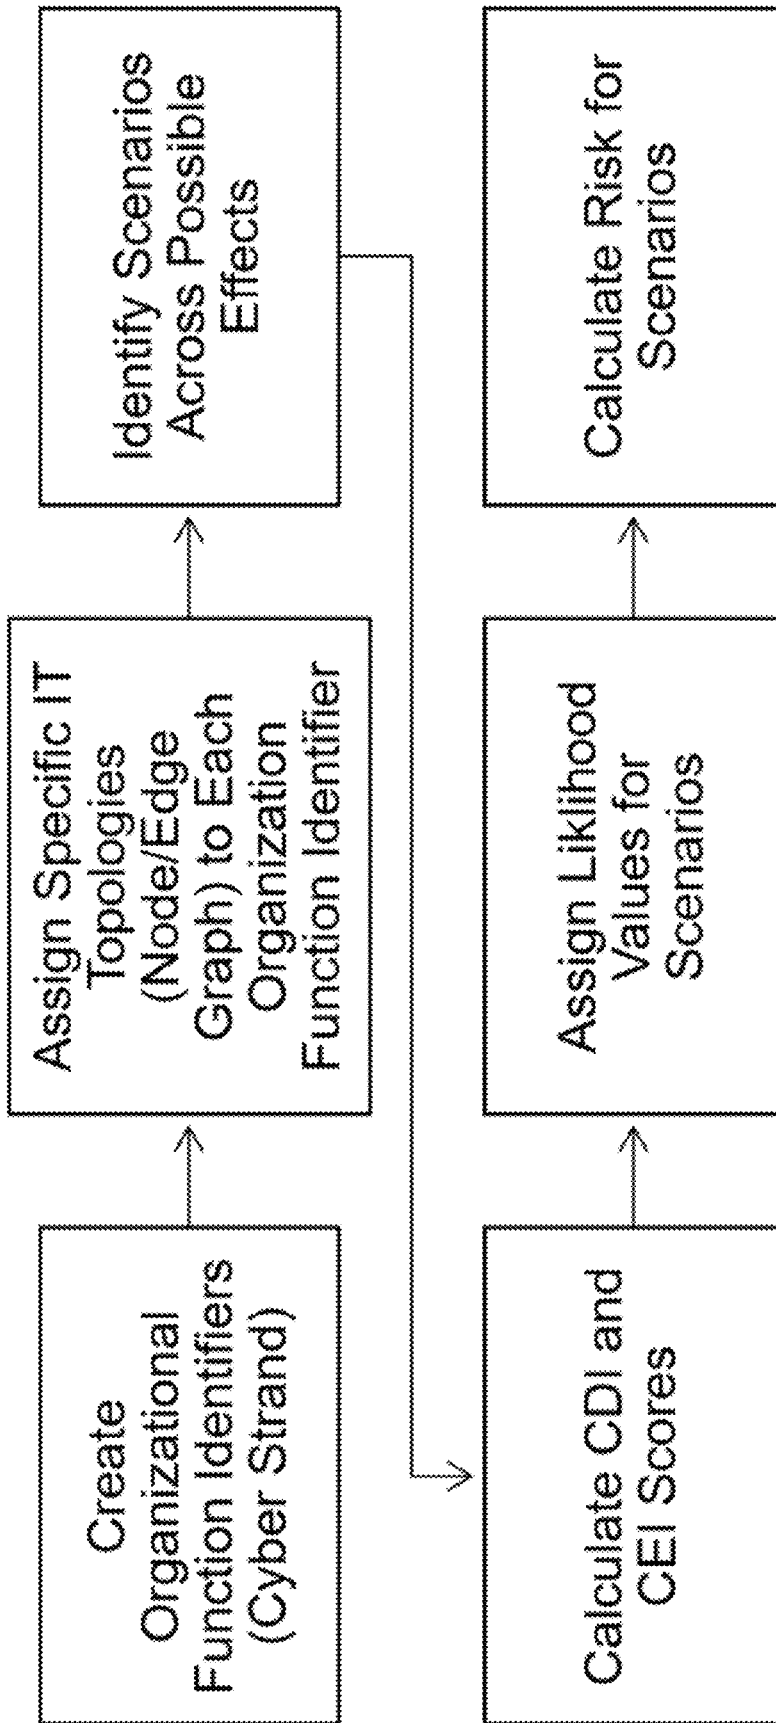 Create
Organizational
Function Identifiers
(Cyber Strand)
Assign Specific IT
Topologies
(Node/Edge
Graph) to Each
Organization
Function Identifier
Identify Scenarios
Across Possible
Effects
Calculate CDI and
CEI Scores
Assign Liklihood
Values for
Scenarios
Calculate Risk for
Scenarios